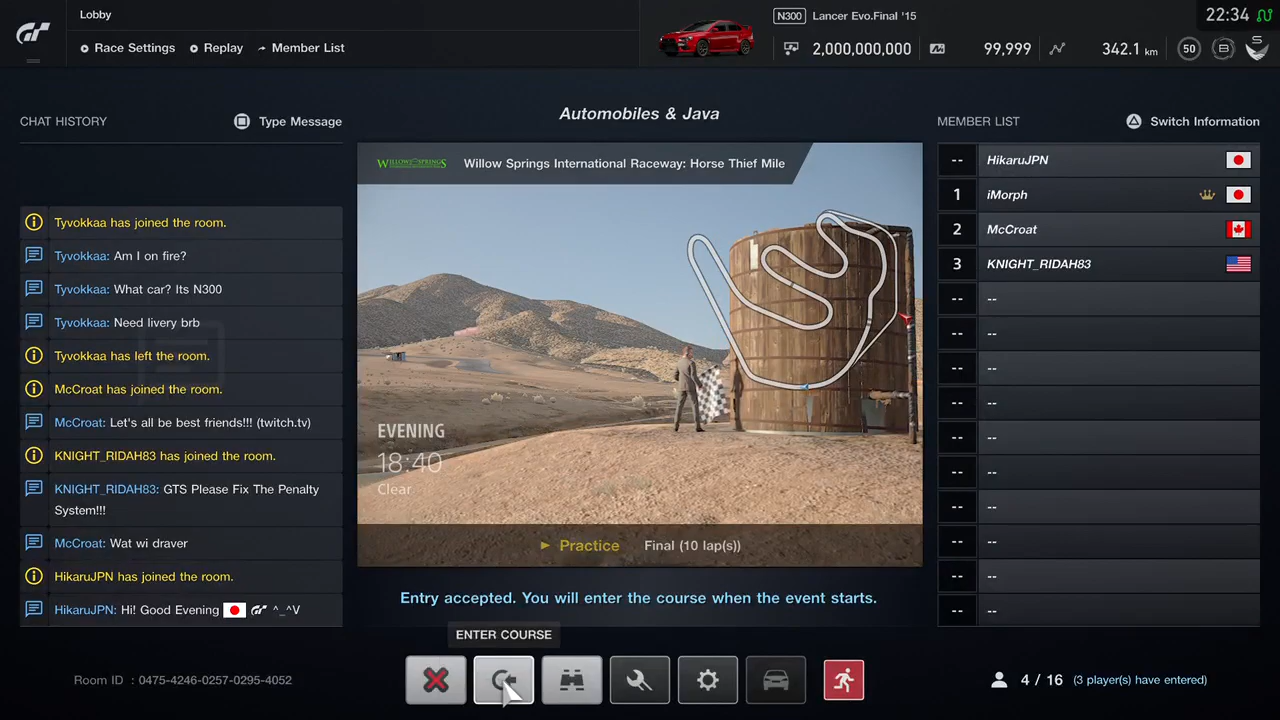 Lobby
Race Settings
Replay
Member List
N300
Lancer Evo.Final '15
2,000,000,000
99,999
342.1 km
50
B
S
22:34
CHAT HISTORY
Type Message
Tyvokkaa has joined the room.
Tyvokkaa: Am I on fire?
Tyvokkaa: What car? Its N300
Tyvokkaa: Need livery brb
Tyvokkaa has left the room.
McCroat has joined the room.
McCroat: Let's all be best friends!!! (twitch.tv)
KNIGHT_RIDAH83 has joined the room.
KNIGHT_RIDAH83: GTS Please Fix The Penalty
System!!!
McCroat: Wat wi draver
HikaruJPN has joined the room.
HikaruJPN: Hi! Good Evening ^_^V
Automobiles & Java
WILLOW SPRINGS
Willow Springs International Raceway: Horse Thief Mile
EVENING
18:40
Clear
Practice
Final (10 lap(s))
Entry accepted. You will enter the course when the event starts.
ENTER COURSE
MEMBER LIST
Switch Information
-- HikaruJPN
1 iMorph
2 McCroat
3 KNIGHT_RIDAH83
-- --
-- --
-- --
-- --
-- --
-- --
-- --
-- --
-- --
-- --
Room ID : 0475-4246-0257-0295-4052
4 / 16
(3 player(s) have entered)